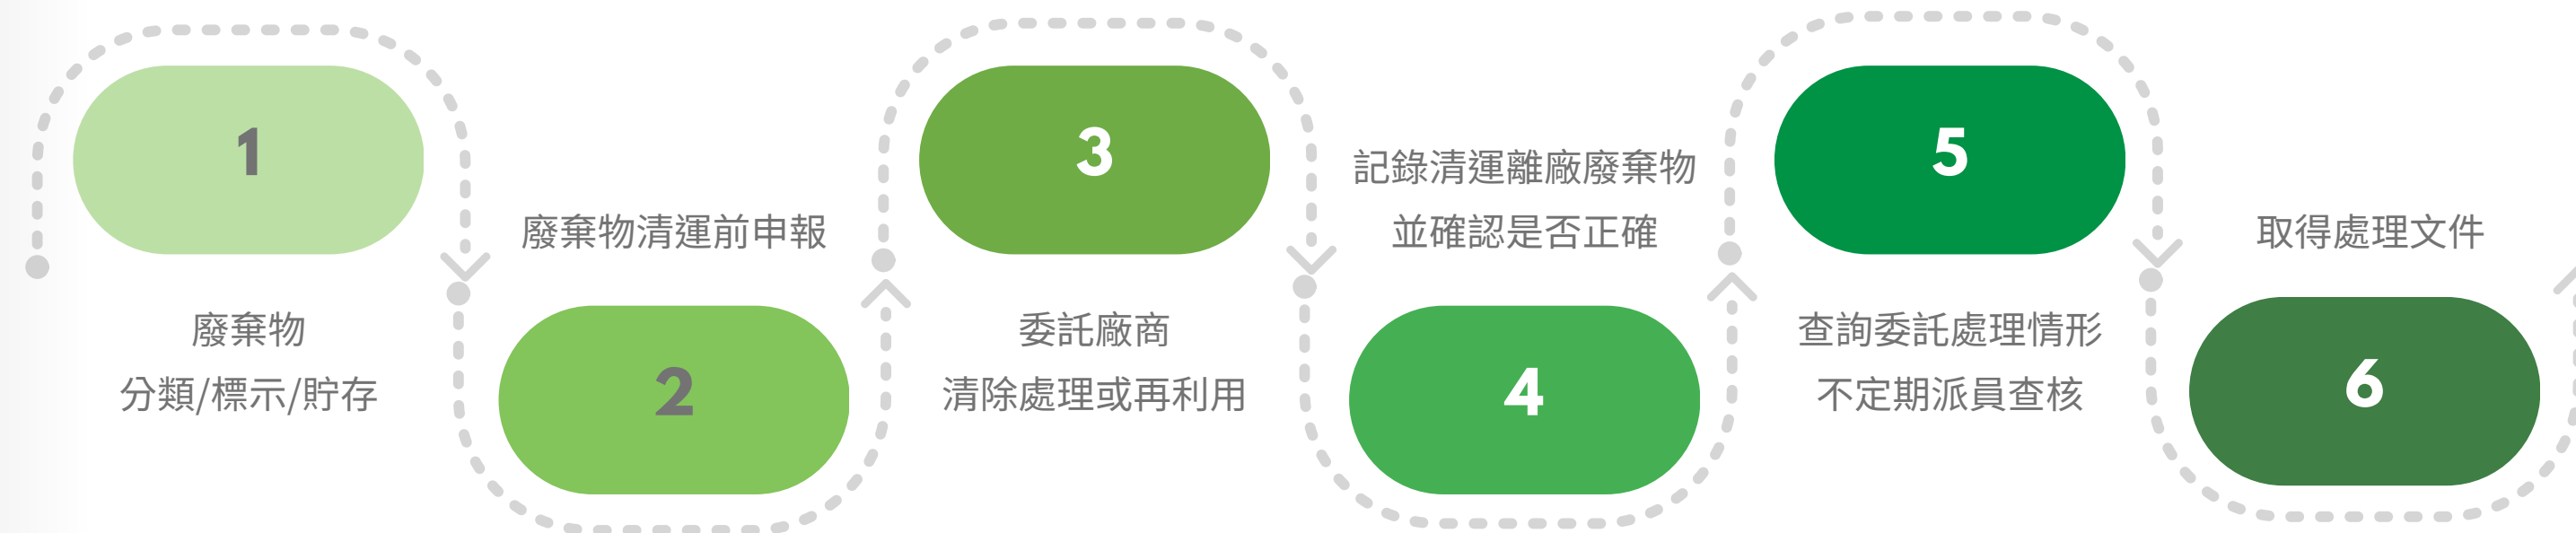 1
廢棄物
分類/標示/貯存
廢棄物清運前申報
2
3
委託廠商
清除處理或再利用
記錄清運離廠廢棄物
並確認是否正確
4
5
查詢委託處理情形
不定期派員查核
取得處理文件
6